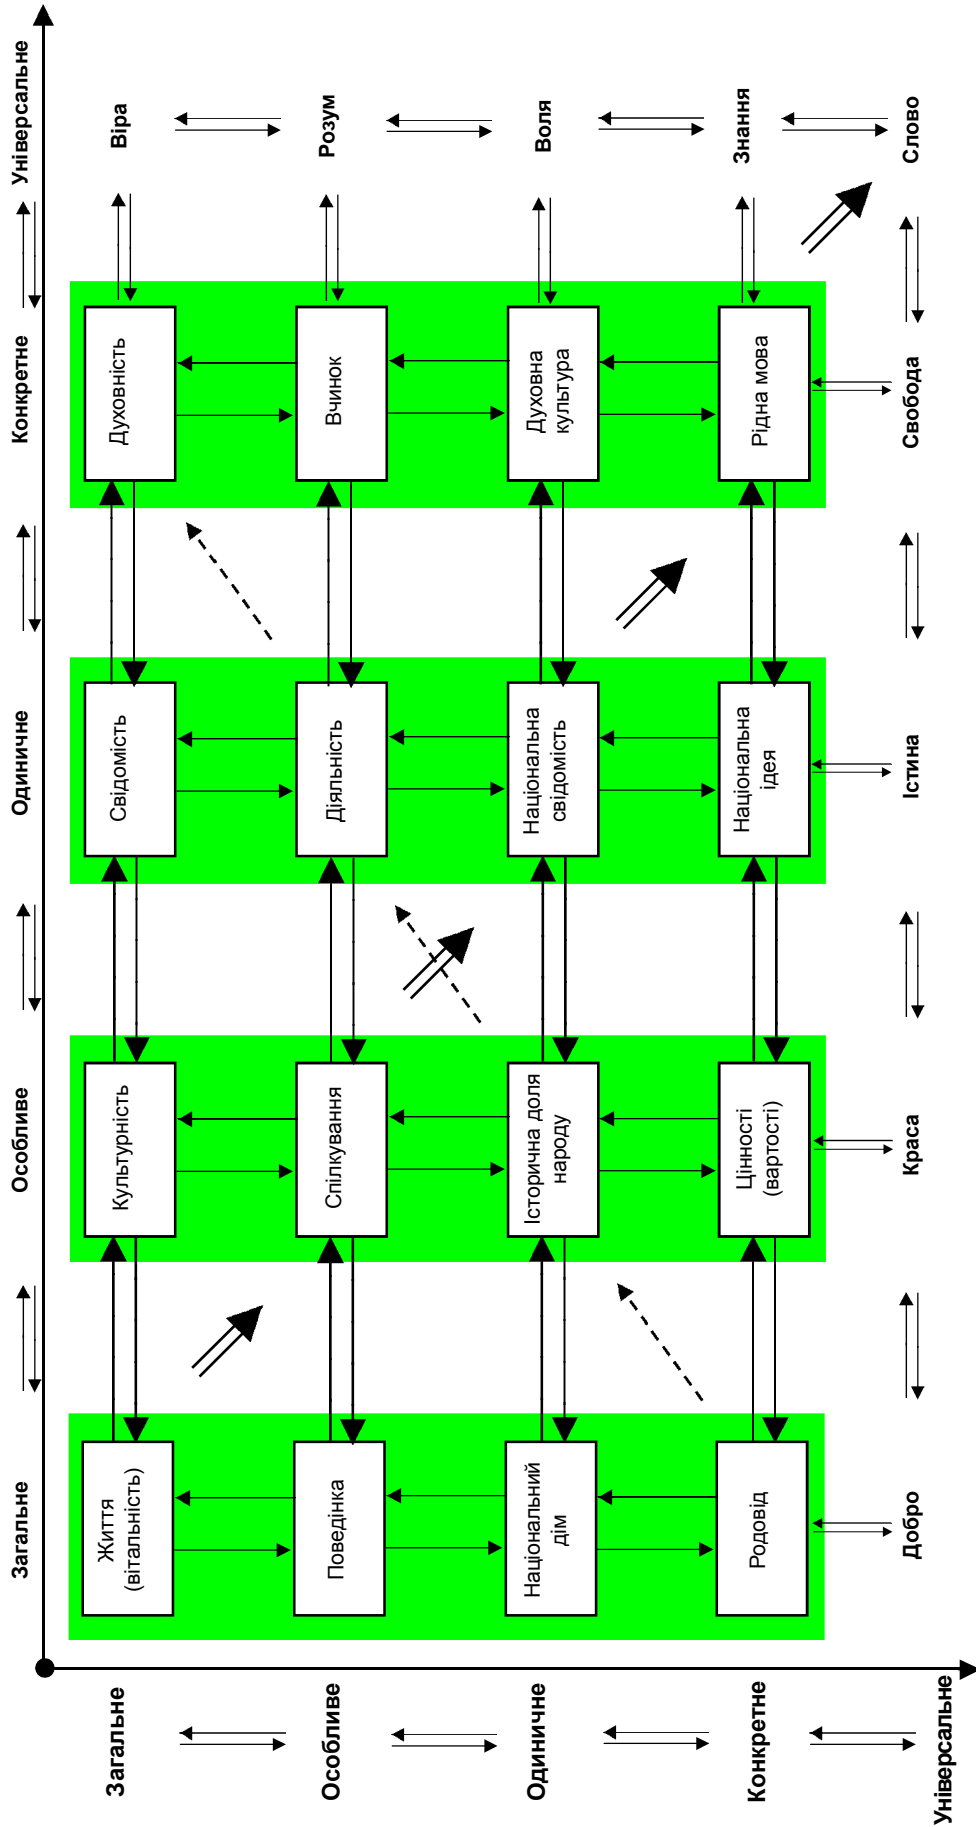 Загальне
Особливе
Одиничне
Конкретне
Універсальне
Загальне
Життя
(вітальність)
Культурність
Свідомість
Духовність
Віра
Особливе
Поведінка
Спілкування
Діяльність
Вчинок
Розум
Одиничне
Національний
дім
Історична доля
народу
Національна
свідомість
Духовна
культура
Воля
Конкретне
Родовід
Цінності
(вартості)
Національна
ідея
Рідна мова
Знання
Універсальне
Добро
Краса
Істина
Свобода
Слово